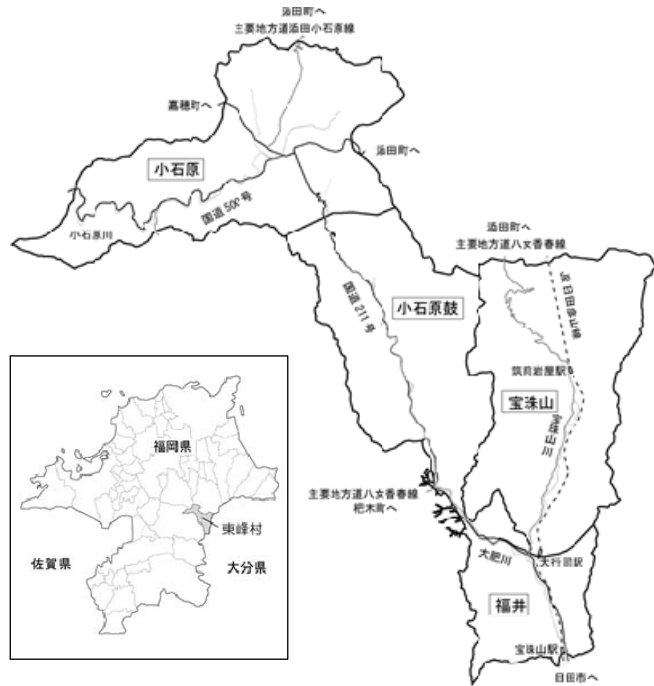 添田町へ
主要地方道添田小石原線
嘉穂町へ
添田町へ
小石原
国道500号
小石原川
添田町へ
主要地方道八女香春線
JR日田彦山線
国道211号
小石原鼓
筑前岩屋駅
宝珠山
宝珠山川
福岡県
東峰村
佐賀県
大分県
主要地方道八女香春線
杷木町へ
大肥川
大行司駅
福井
宝珠山駅
日田市へ